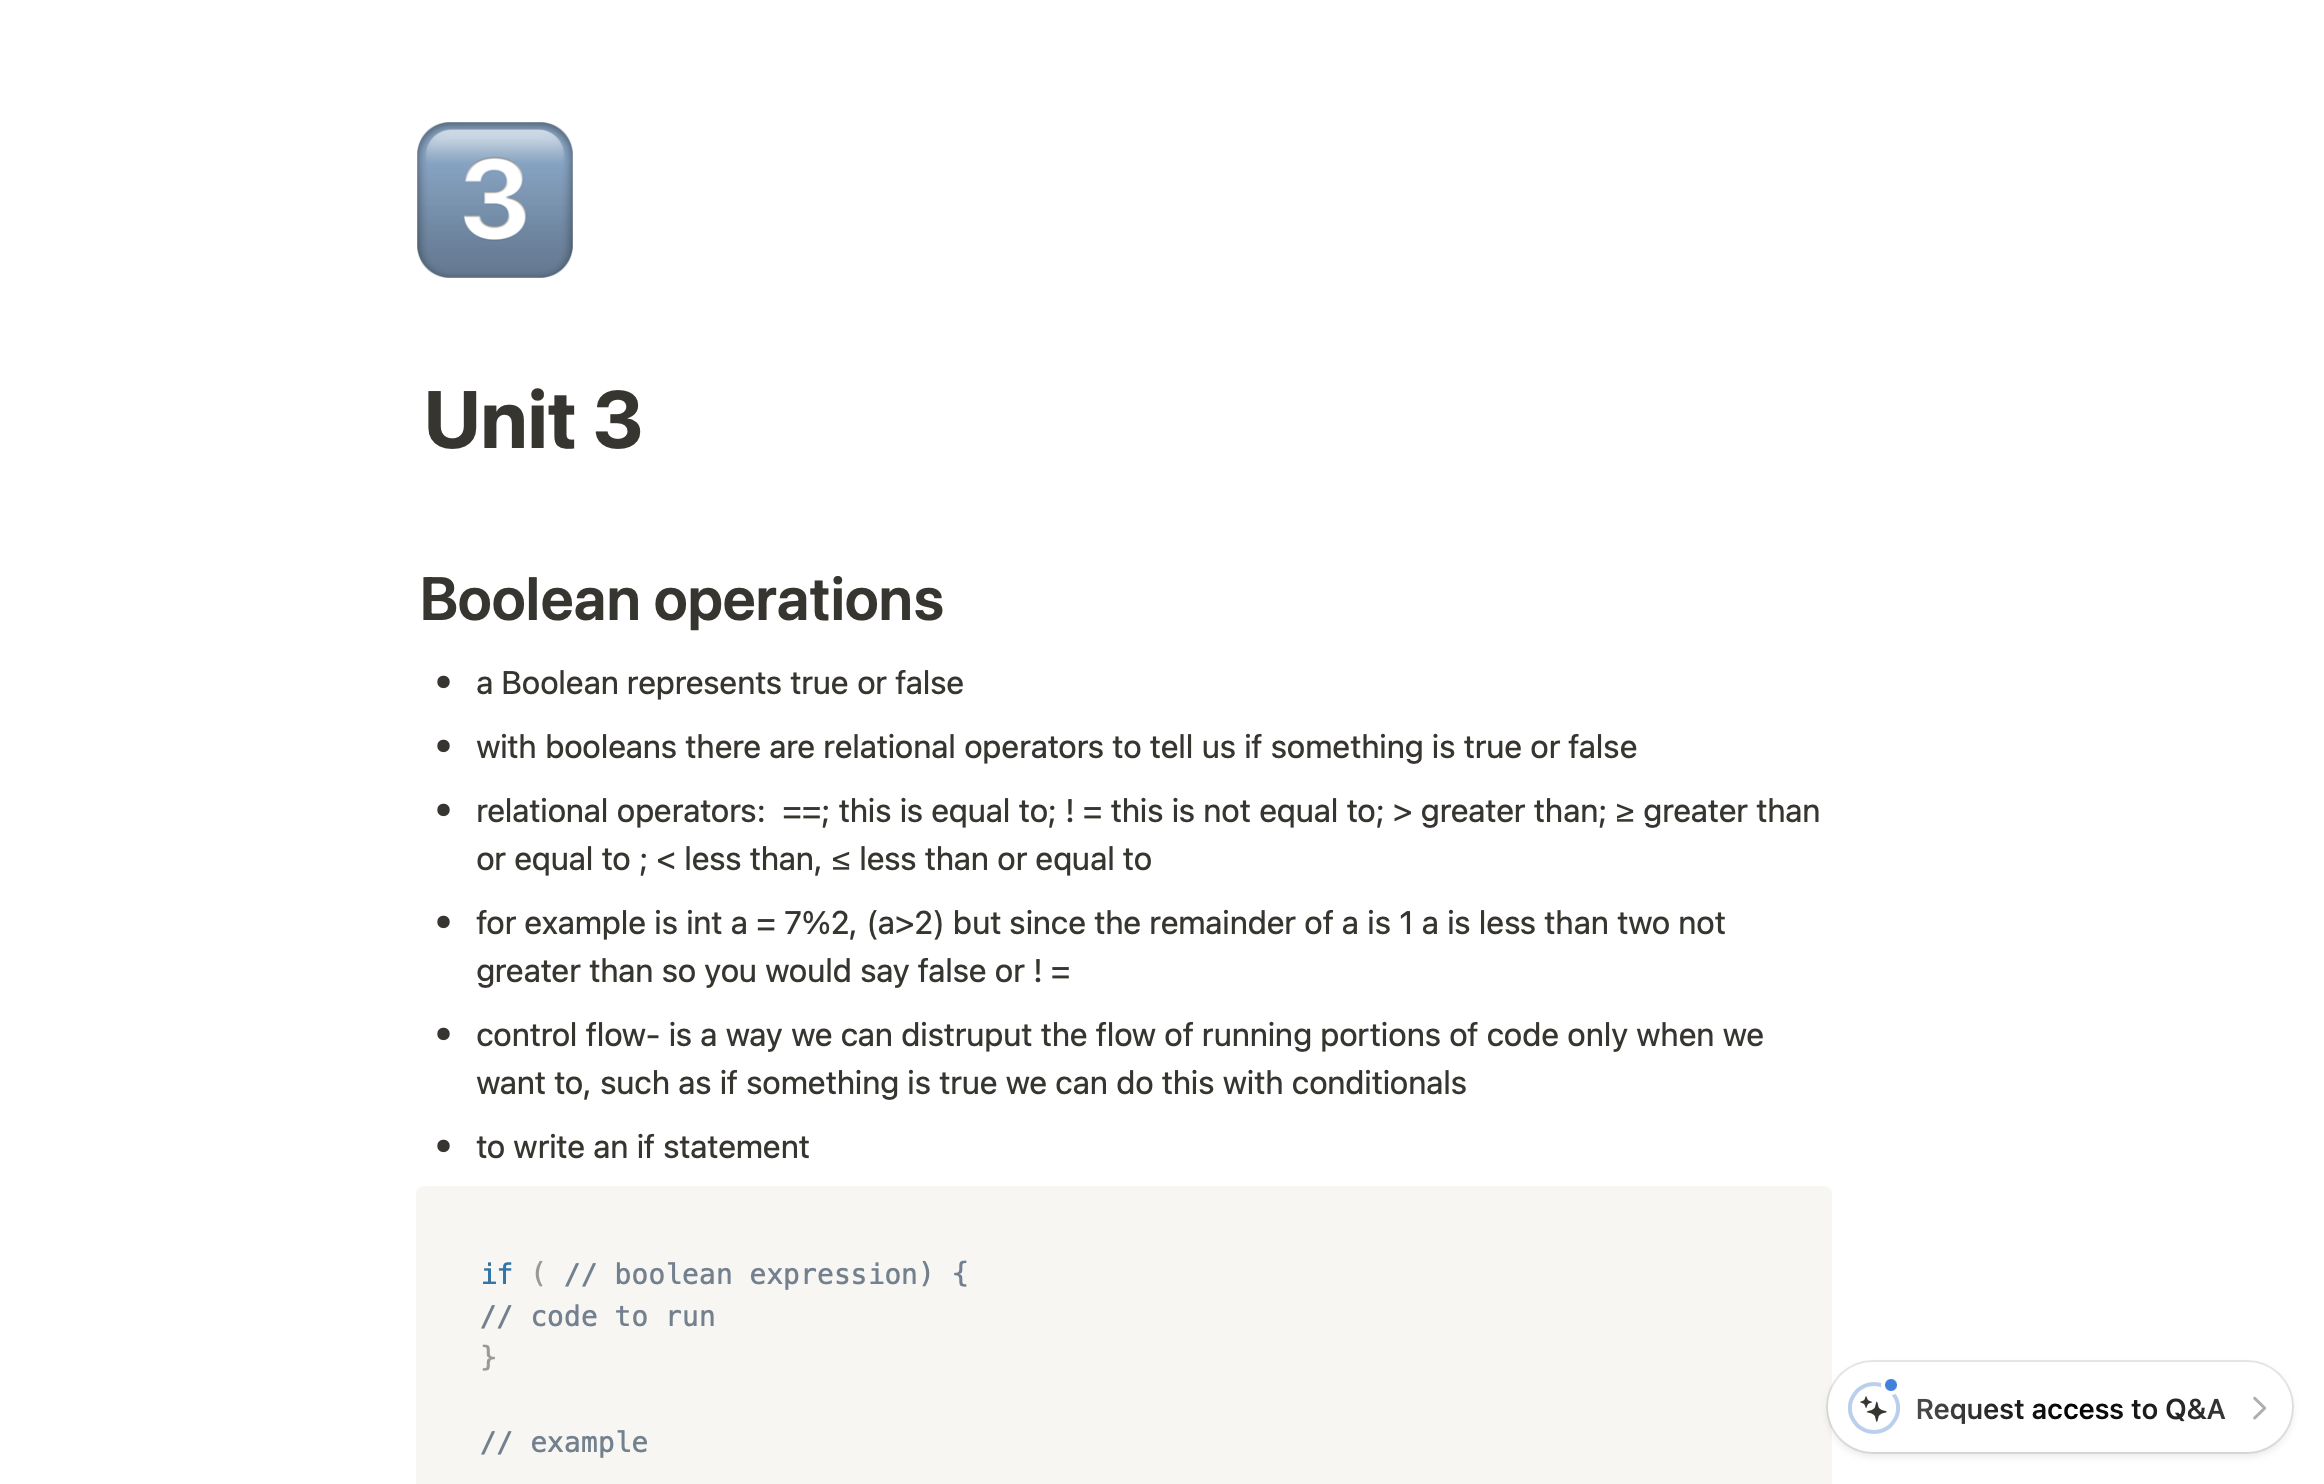 3
Unit 3
Boolean operations
• a Boolean represents true or false
• with booleans there are relational operators to tell us if something is true or false
• relational operators:  ==; this is equal to; ! = this is not equal to; > greater than; ≥ greater than
or equal to ; < less than, ≤ less than or equal to
• for example is int a = 7%2, (a>2) but since the remainder of a is 1 a is less than two not
greater than so you would say false or ! =
• control flow- is a way we can distruput the flow of running portions of code only when we
want to, such as if something is true we can do this with conditionals
• to write an if statement
if ( // boolean expression) {
// code to run
}
// example
Request access to Q&A